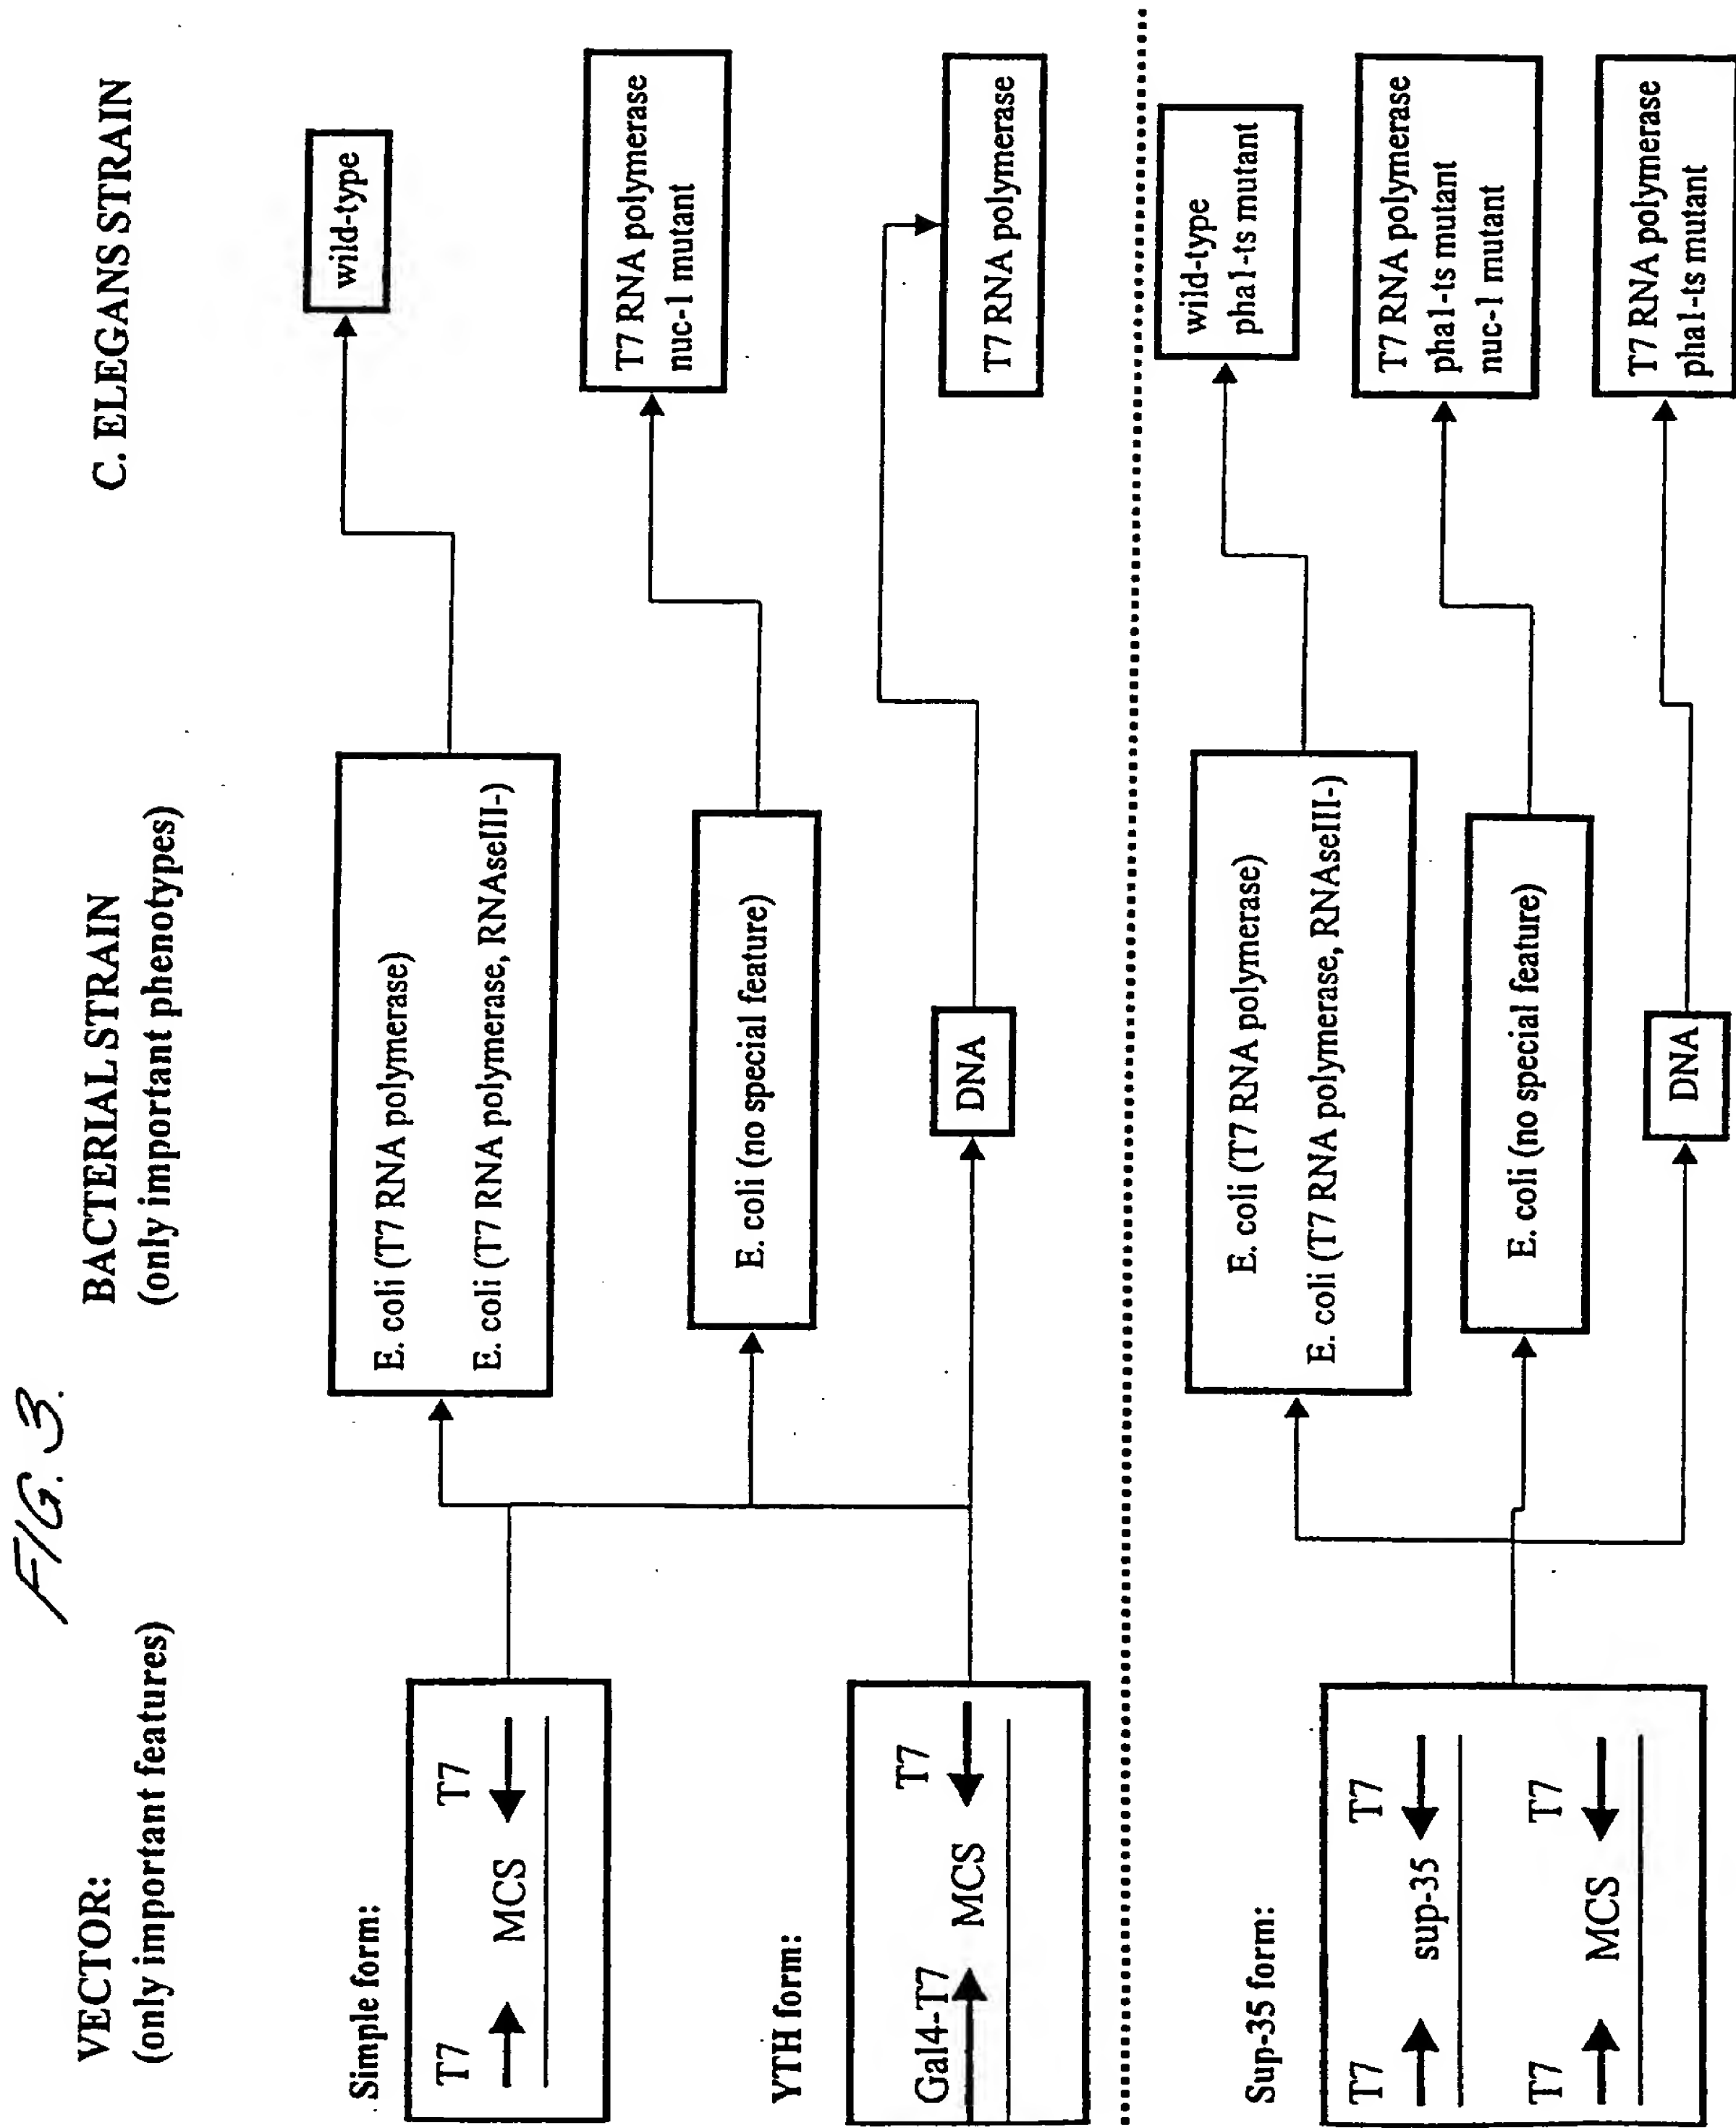 FIG. 3.
VECTOR:
(only important features)
BACTERIAL STRAIN
(only important phenotypes)
C. ELEGANS STRAIN
Simple form:
T7
T7
MCS
YTH form:
Gal4-T7
MCS
T7
E. coli (T7 RNA polymerase)
E. coli (T7 RNA polymerase, RNAseIII-)
E. coli (no special feature)
DNA
wild-type
T7 RNA polymerase
nuc-1 mutant
T7 RNA polymerase
Sup-35 form:
T7
sup-35
T7
T7
MCS
T7
E. coli (T7 RNA polymerase)
E. coli (T7 RNA polymerase, RNAseIII-)
E. coli (no special feature)
DNA
wild-type
pha1-ts mutant
T7 RNA polymerase
pha1-ts mutant
nuc-1 mutant
T7 RNA polymerase
pha1-ts mutant